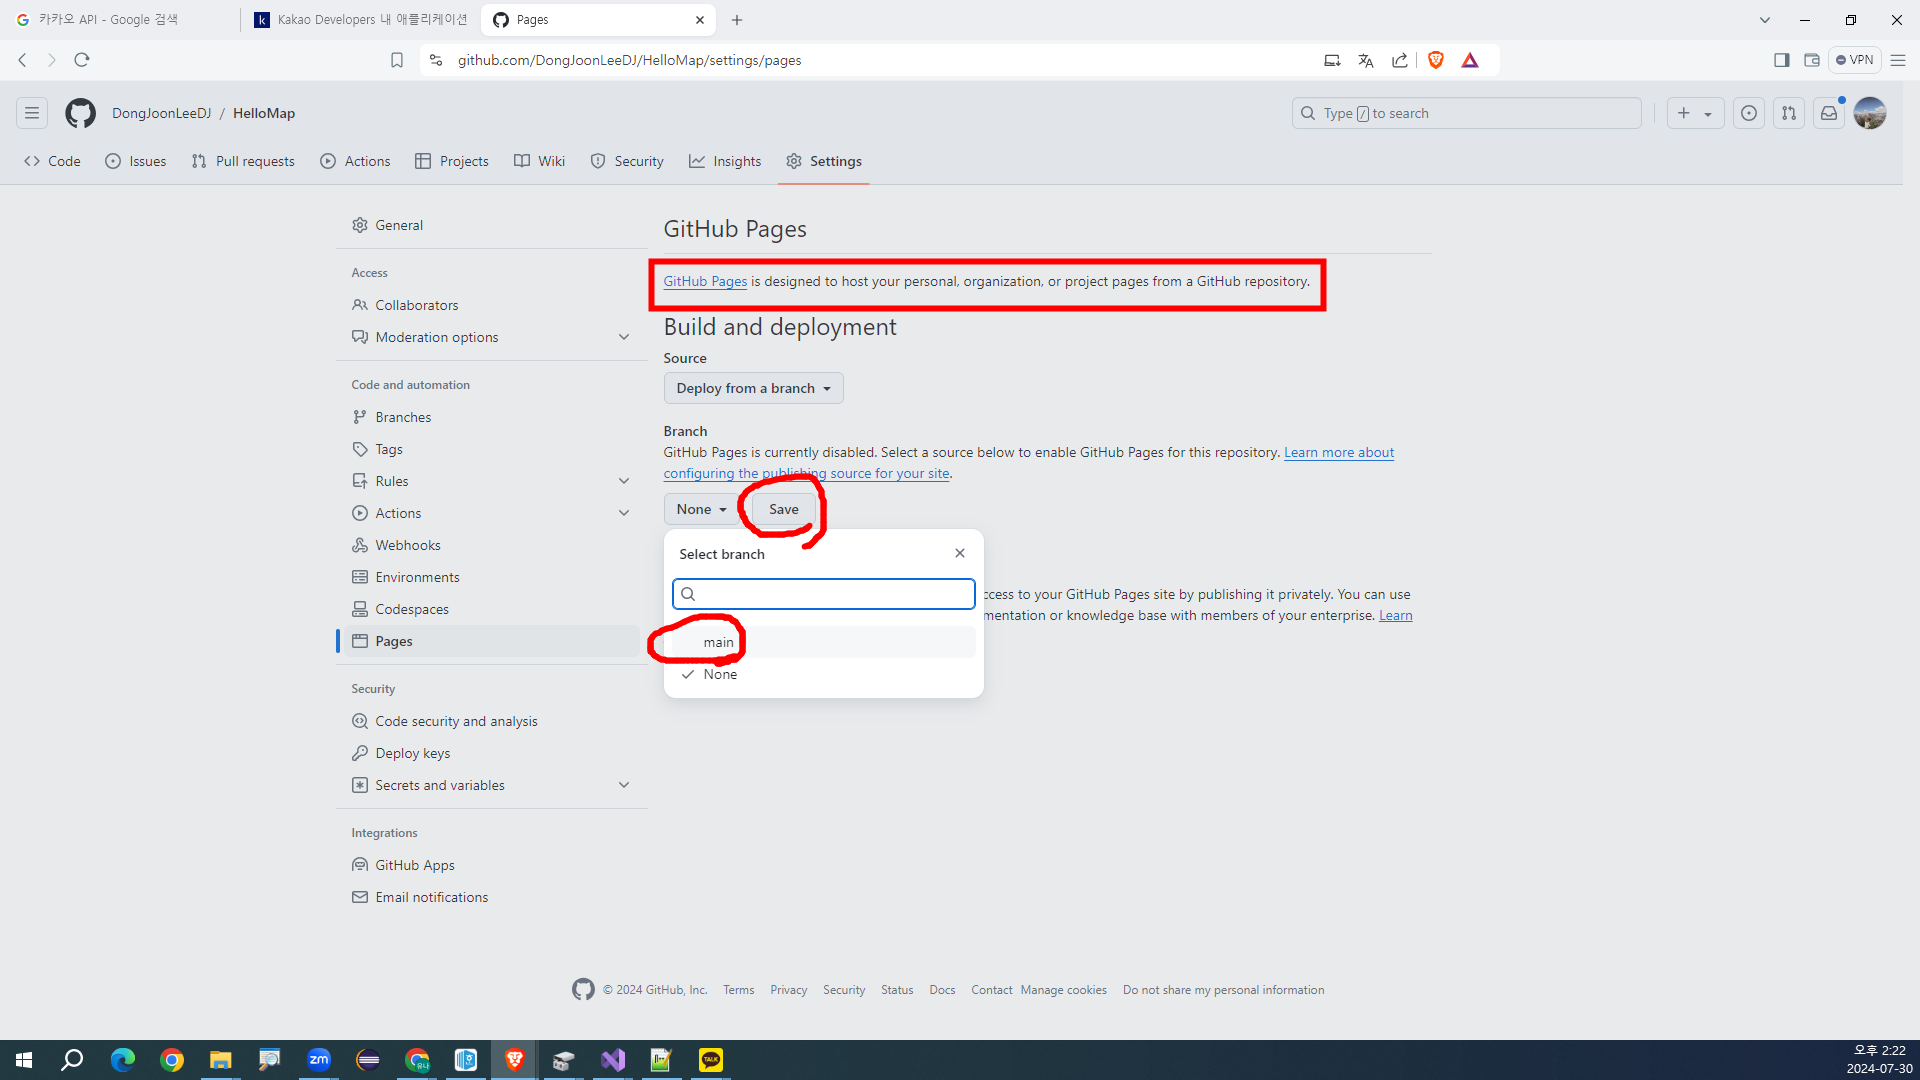 카카오 API - Google 검색
Kakao Developers 내 애플리케이션
Pages
github.com/DongJoonLeeDJ/HelloMap/settings/pages
VPN
DongJoonLeeDJ / HelloMap
Type / to search
Code
Issues
Pull requests
Actions
Projects
Wiki
Security
Insights
Settings
General
Access
Collaborators
Moderation options
Code and automation
Branches
Tags
Rules
Actions
Webhooks
Environments
Codespaces
Pages
Security
Code security and analysis
Deploy keys
Secrets and variables
Integrations
GitHub Apps
Email notifications
GitHub Pages
GitHub Pages is designed to host your personal, organization, or project pages from a GitHub repository.
Build and deployment
Source
Deploy from a branch
Branch
GitHub Pages is currently disabled. Select a source below to enable GitHub Pages for this repository. Learn more about
configuring the publishing source for your site.
None
Save
Select branch
ccess to your GitHub Pages site by publishing it privately. You can use
mentation or knowledge base with members of your enterprise. Learn
main
None
© 2024 GitHub, Inc.
Terms
Privacy
Security
Status
Docs
Contact
Manage cookies
Do not share my personal information
zm
TALK
오후 2:22
2024-07-30